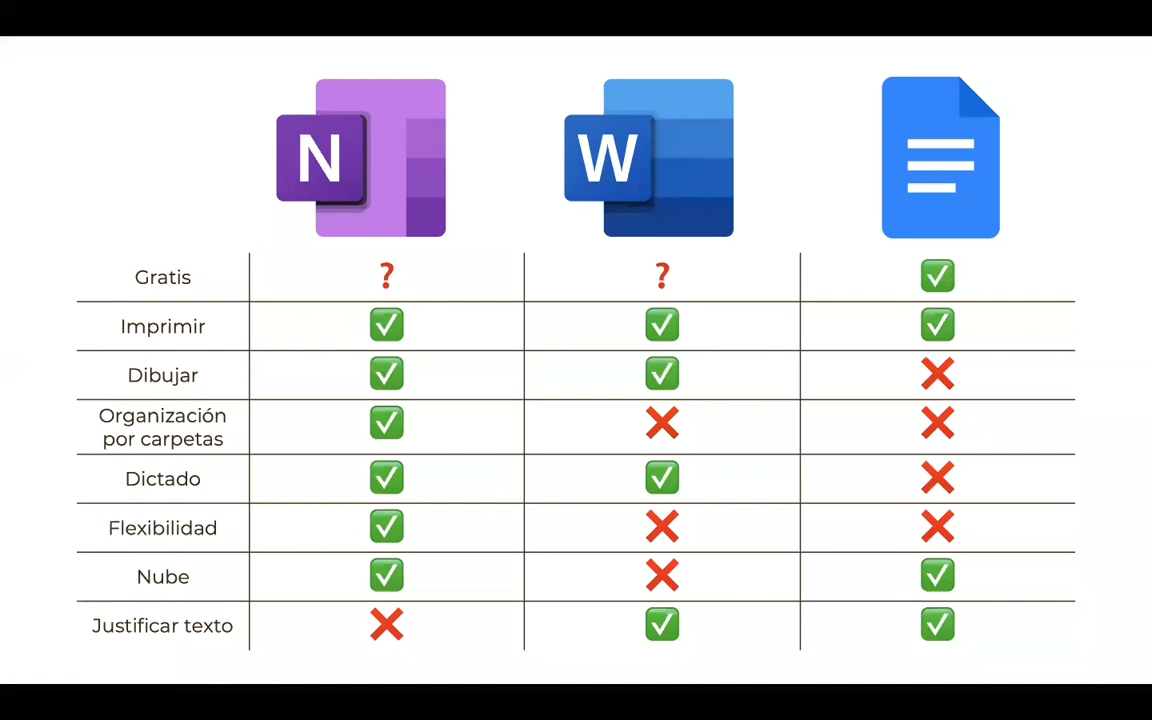 N
W
Gratis ❓ ❓ ✅
Imprimir ✅ ✅ ✅
Dibujar ✅ ✅ ❌
Organización
por carpetas ✅ ❌ ❌
Dictado ✅ ✅ ❌
Flexibilidad ✅ ❌ ❌
Nube ✅ ❌ ✅
Justificar texto ❌ ✅ ✅